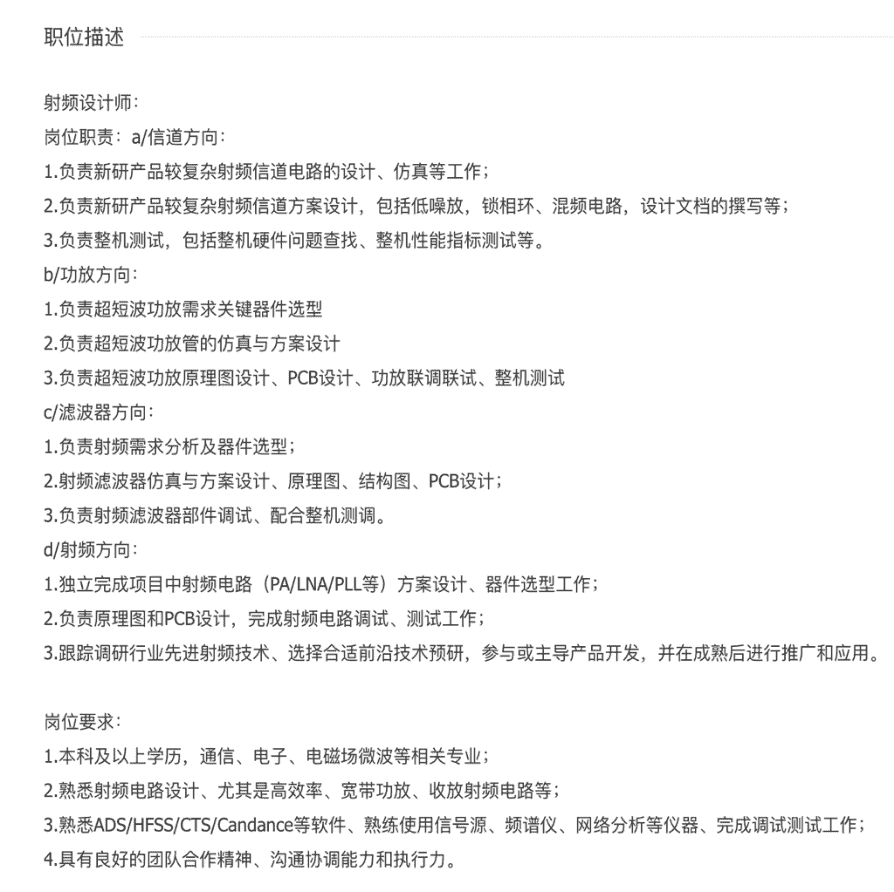 职位描述
射频设计师：
岗位职责：a/信道方向：
1.负责新研产品较复杂射频信道电路的设计、仿真等工作；
2.负责新研产品较复杂射频信道方案设计，包括低噪放，锁相环、混频电路，设计文档的撰写等；
3.负责整机测试，包括整机硬件问题查找、整机性能指标测试等。
b/功放方向：
1.负责超短波功放需求关键器件选型
2.负责超短波功放管的仿真与方案设计
3.负责超短波功放原理图设计、PCB设计、功放联调联试、整机测试
c/滤波器方向：
1.负责射频需求分析及器件选型；
2.射频滤波器仿真与方案设计、原理图、结构图、PCB设计；
3.负责射频滤波器部件调试、配合整机测调。
d/射频方向：
1.独立完成项目中射频电路（PA/LNA/PLL等）方案设计、器件选型工作；
2.负责原理图和PCB设计，完成射频电路调试、测试工作；
3.跟踪调研行业先进射频技术、选择合适前沿技术预研，参与或主导产品开发，并在成熟后进行推广和应用。
岗位要求：
1.本科及以上学历，通信、电子、电磁场微波等相关专业；
2.熟悉射频电路设计、尤其是高效率、宽带功放、收放射频电路等；
3.熟悉ADS/HFSS/CTS/Candance等软件、熟练使用信号源、频谱仪、网络分析等仪器、完成调试测试工作；
4.具有良好的团队合作精神、沟通协调能力和执行力。